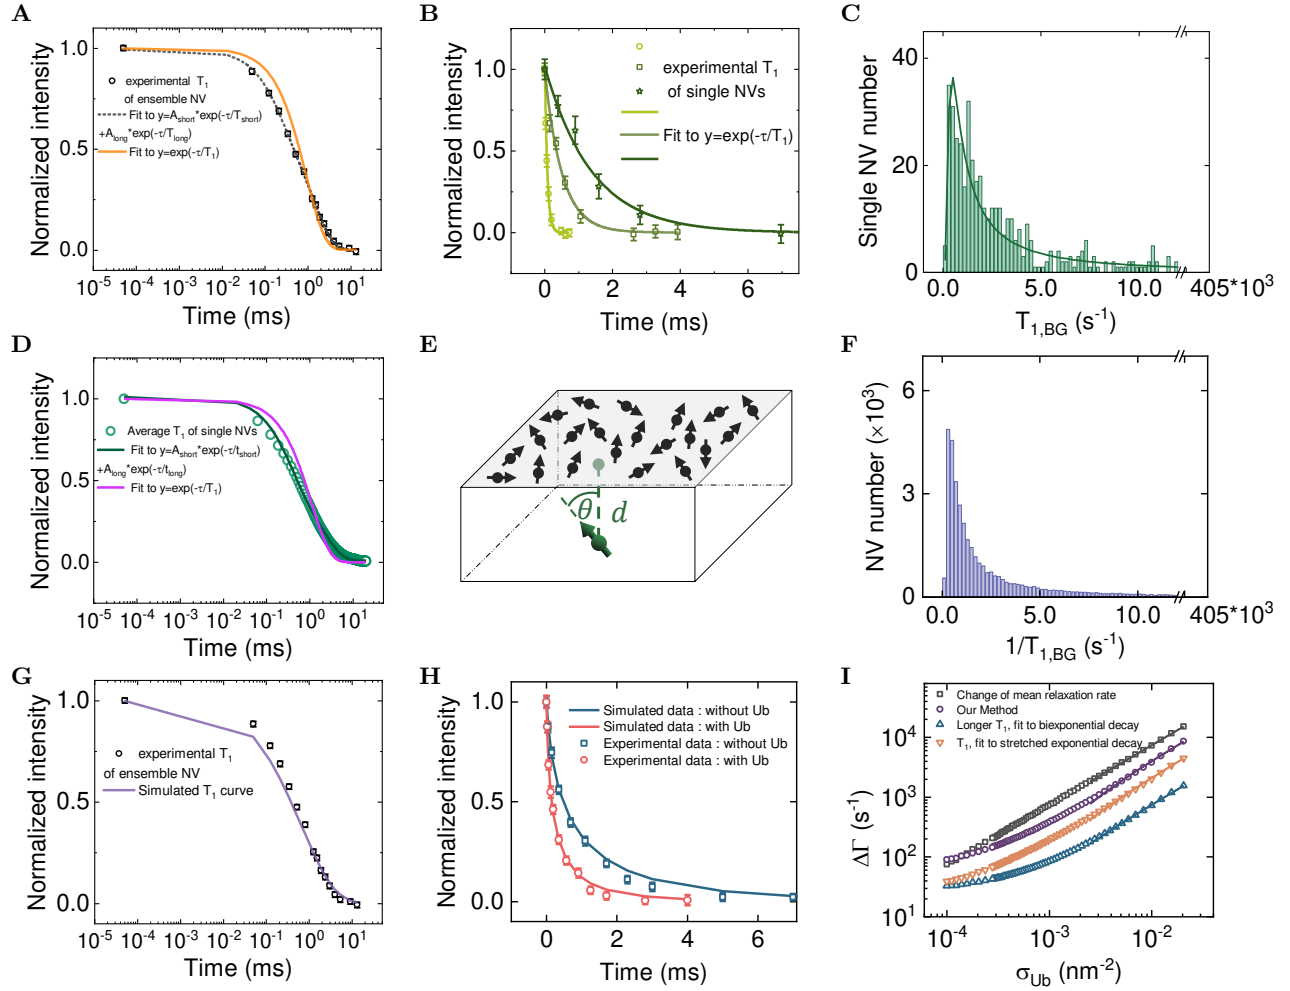 A
Normalized intensity
1.0
0.5
0.0
experimental T1
of ensemble NV
Fit to y=Ashort*exp(-τ/Tshort)
+Along*exp(-τ/Tlong)
Fit to y=exp(-τ/T1)
10-5 10-4 10-3 10-2 10-1 100 101
Time (ms)
B
Normalized intensity
1.0
0.5
0.0
experimental T1
of single NVs
Fit to y=exp(-τ/T1)
0 2 4 6
Time (ms)
C
Single NV number
40
20
0
0.0 5.0 10.0 405*103
T1,BG (s-1)
D
Normalized intensity
1.0
0.5
0.0
Average T1 of single NVs
Fit to y=Ashort*exp(-τ/tshort)
+Along*exp(-τ/tlong)
Fit to y=exp(-τ/T1)
10-5 10-4 10-3 10-2 10-1 100 101
Time (ms)
E
θ d
F
NV number (×103)
6
3
0
0.0 5.0 10.0 405*103
1/T1,BG (s-1)
G
Normalized intensity
1.0
0.5
0.0
experimental T1
of ensemble NV
Simulated T1 curve
10-5 10-4 10-3 10-2 10-1 100 101
Time (ms)
H
Normalized intensity
1.0
0.5
0.0
Simulated data : without Ub
Simulated data : with Ub
Experimental data : without Ub
Experimental data : with Ub
0 2 4 6
Time (ms)
I
ΔΓ (s-1)
104
103
102
101
Change of mean relaxation rate
Our Method
Longer T1, fit to biexponential decay
T1, fit to stretched exponential decay
10-4 10-3 10-2
σUb (nm-2)